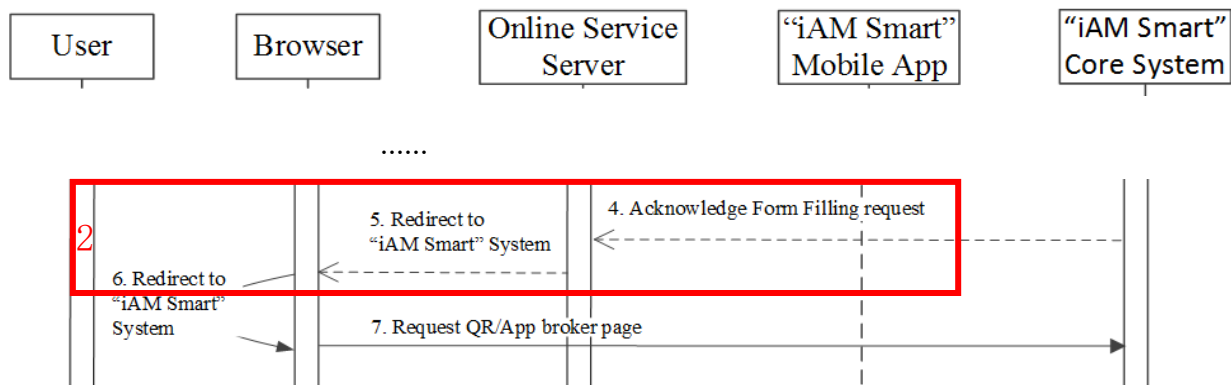 User
Browser
Online Service
Server
“iAM Smart”
Mobile App
“iAM Smart”
Core System
......
2
4. Acknowledge Form Filling request
5. Redirect to
“iAM Smart” System
6. Redirect to
“iAM Smart”
System
7. Request QR/App broker page